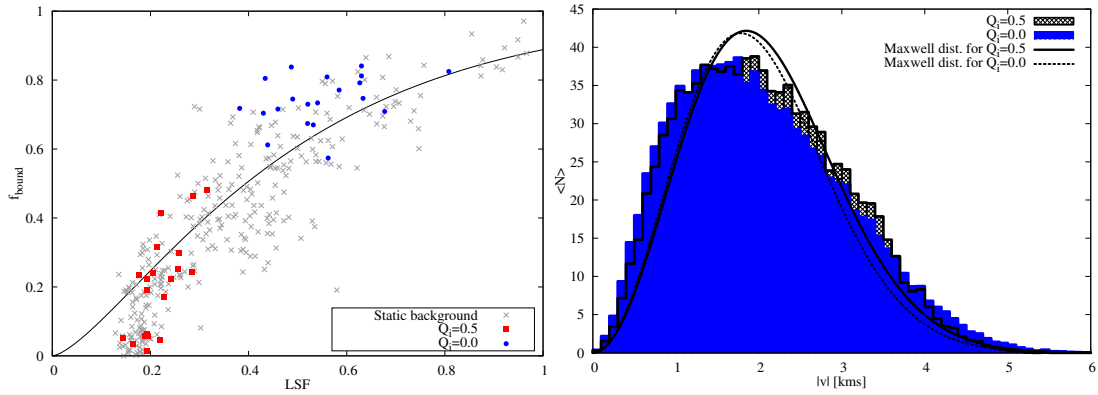 1
0.8
0.6
0.4
0.2
0
f_bound
0 0.2 0.4 0.6 0.8 1
LSF
Static background
Q_i=0.5
Q_i=0.0
45
40
35
30
25
20
15
10
5
0
<N>
0 1 2 3 4 5 6
|v| [kms]
Q_i=0.5
Q_i=0.0
Maxwell dist. for Q_i=0.5
Maxwell dist. for Q_i=0.0